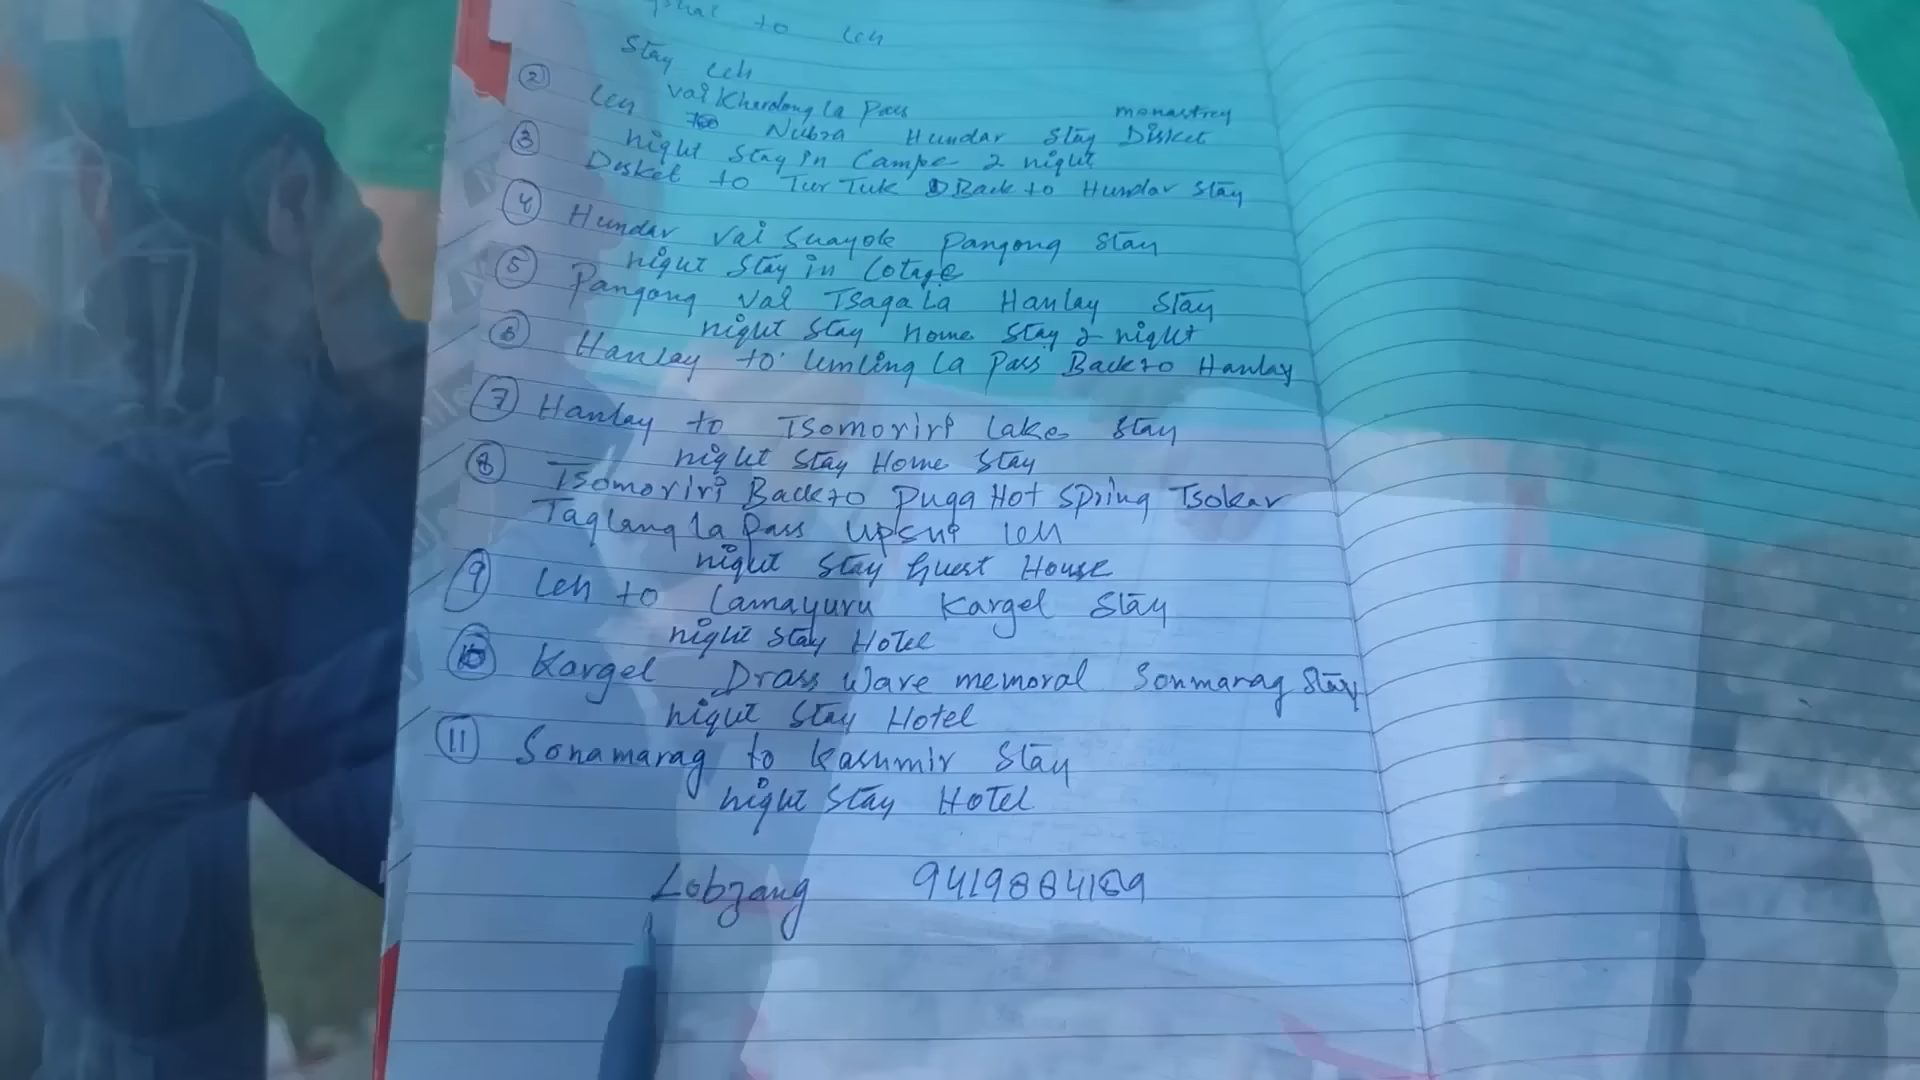 to Leh
Stay Leh
② Leh vai Khardong la Pass monastrey
to Nubra Hundar Stay Disket
night Stay in Campe 2 night
③ Desket to Tur Tuk Back to Hundar Stay
④ Hundar vai Shayok Pangong Stay
night Stay in Cotage
⑤ Pangong vai Tsaga La Hanlay Stay
night Stay Home Stay 2 night
⑥ Hanlay to Umling La Pass Back to Hanlay
⑦ Hanlay to Tsomoriri Lake Stay
night Stay Home Stay
⑧ Tsomoriri Back to Puga Hot Spring Tsokar
Taglang la Pass Upshi Leh
night Stay Guest House
⑨ Leh to Lamayuru Kargel Stay
night Stay Hotel
⑩ Kargel Drass Ware memoral Sonmarag Stay
night Stay Hotel
⑪ Sonamarag to Kashmir Stay
night Stay Hotel
Lobzang